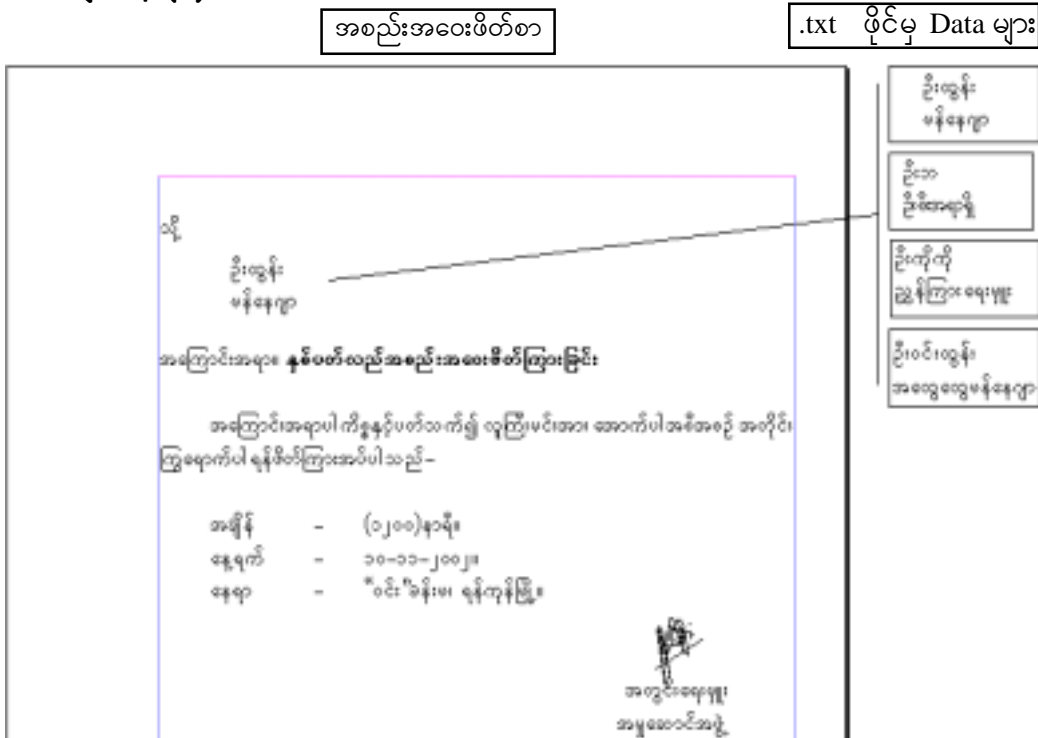 အစည်းအဝေးဖိတ်စာ
.txt ဖိုင်မှ Data များ
သို့
ဦးထွန်း
မန်နေဂျာ
အကြောင်းအရာ။ နှစ်ပတ်လည်အစည်းအဝေးဖိတ်ကြားခြင်း
အကြောင်းအရာပါ ကိစ္စနှင့်ပတ်သက်၍ လူကြီးမင်းအား အောက်ပါအစီအစဉ် အတိုင်း
ကြွရောက်ပါ ရန်ဖိတ်ကြားအပ်ပါသည်–
အချိန် – (၁၂၀၀)နာရီ။
နေ့ရက် – ၁၀–၁၁–၂၀၀၂။
နေရာ – "ဝင်း"ခန်းမ၊ ရန်ကုန်မြို့။
အတွင်းရေးမှူး
အမှုဆောင်အဖွဲ့
ဦးထွန်း
မန်နေဂျာ
ဦးဘ
ဦးစီးအရာရှိ
ဦးကိုကို
ညွှန်ကြားရေးမှူး
ဦးဝင်းထွန်း
အထွေထွေမန်နေဂျာ